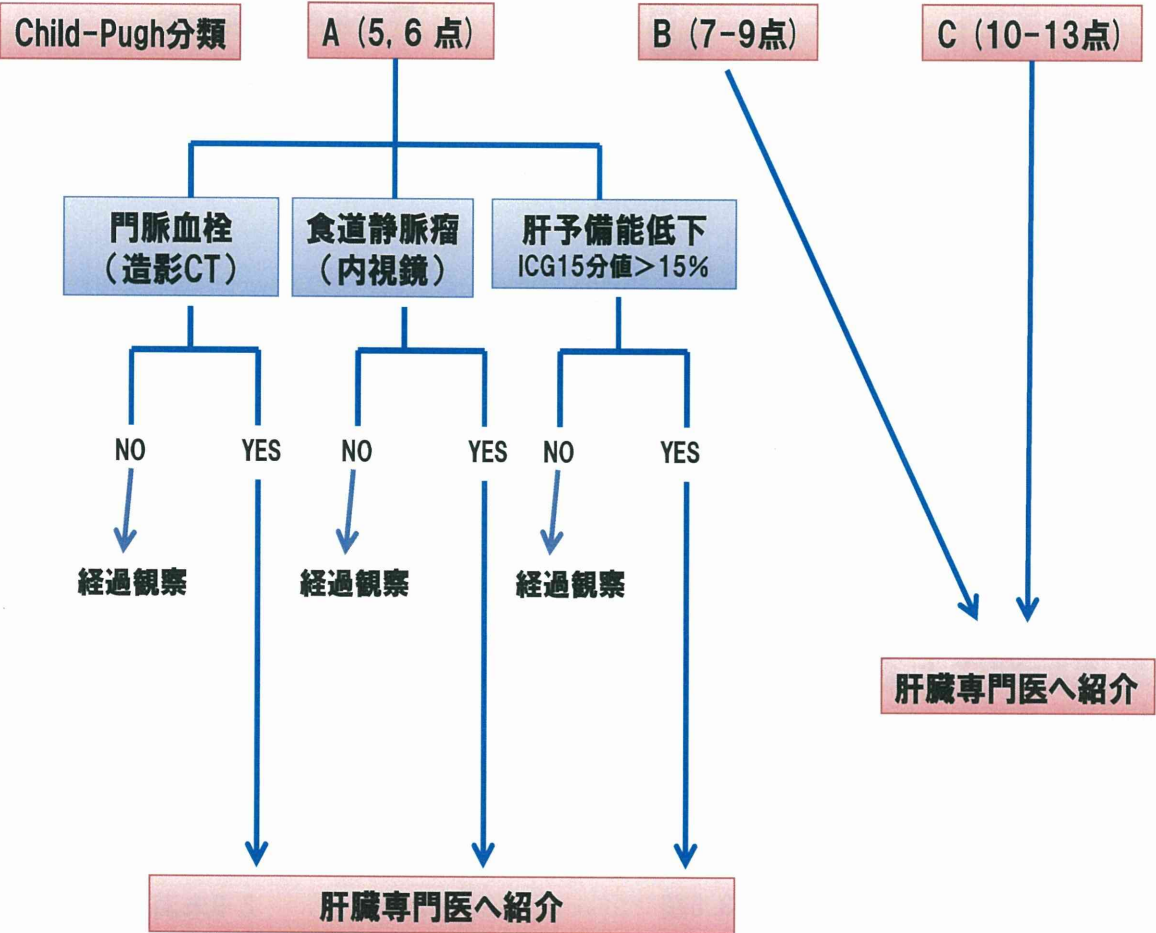 Child-Pugh分類
A (5, 6 点)
B (7-9点)
C (10-13点)
門脈血栓
(造影CT)
食道静脈瘤
(内視鏡)
肝予備能低下
ICG15分値>15%
NO
YES
NO
YES
NO
YES
経過観察
経過観察
経過観察
肝臓専門医へ紹介
肝臓専門医へ紹介